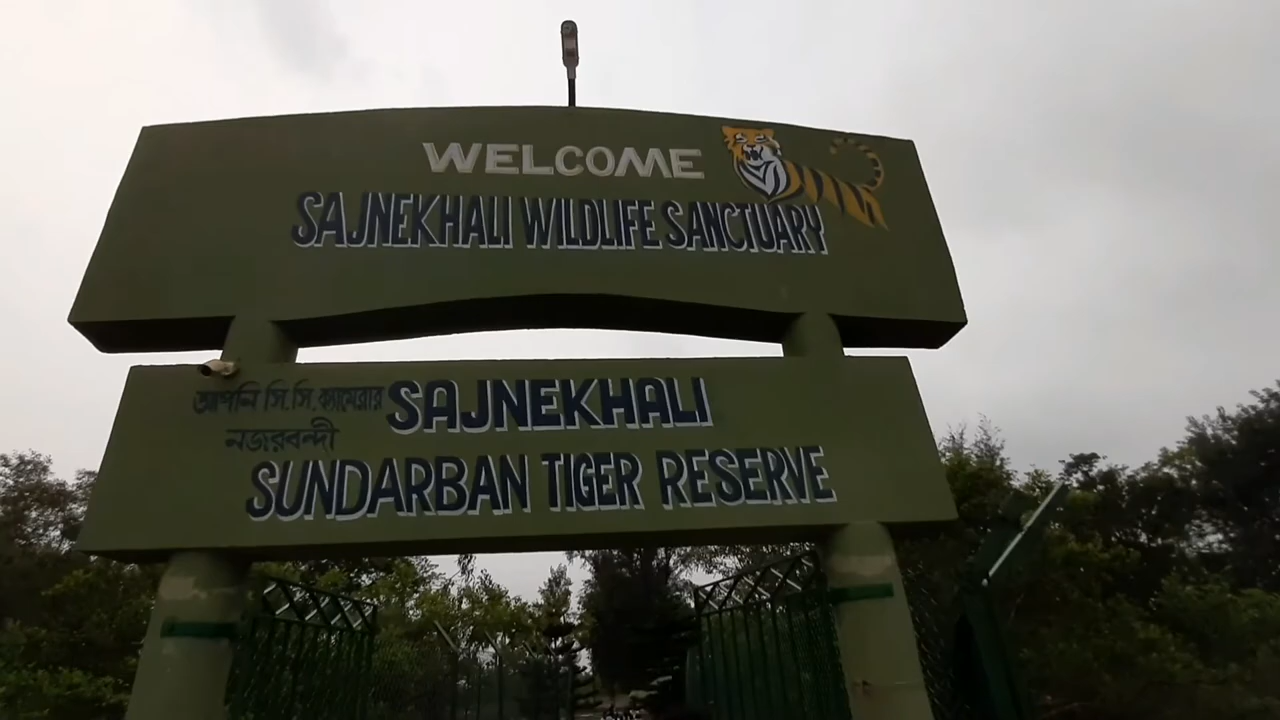 WELCOME
SAJNEKHALI WILDLIFE SANCTUARY
আপনি সি.সি. ক্যামেরার
নজরবন্দী
SAJNEKHALI
SUNDARBAN TIGER RESERVE